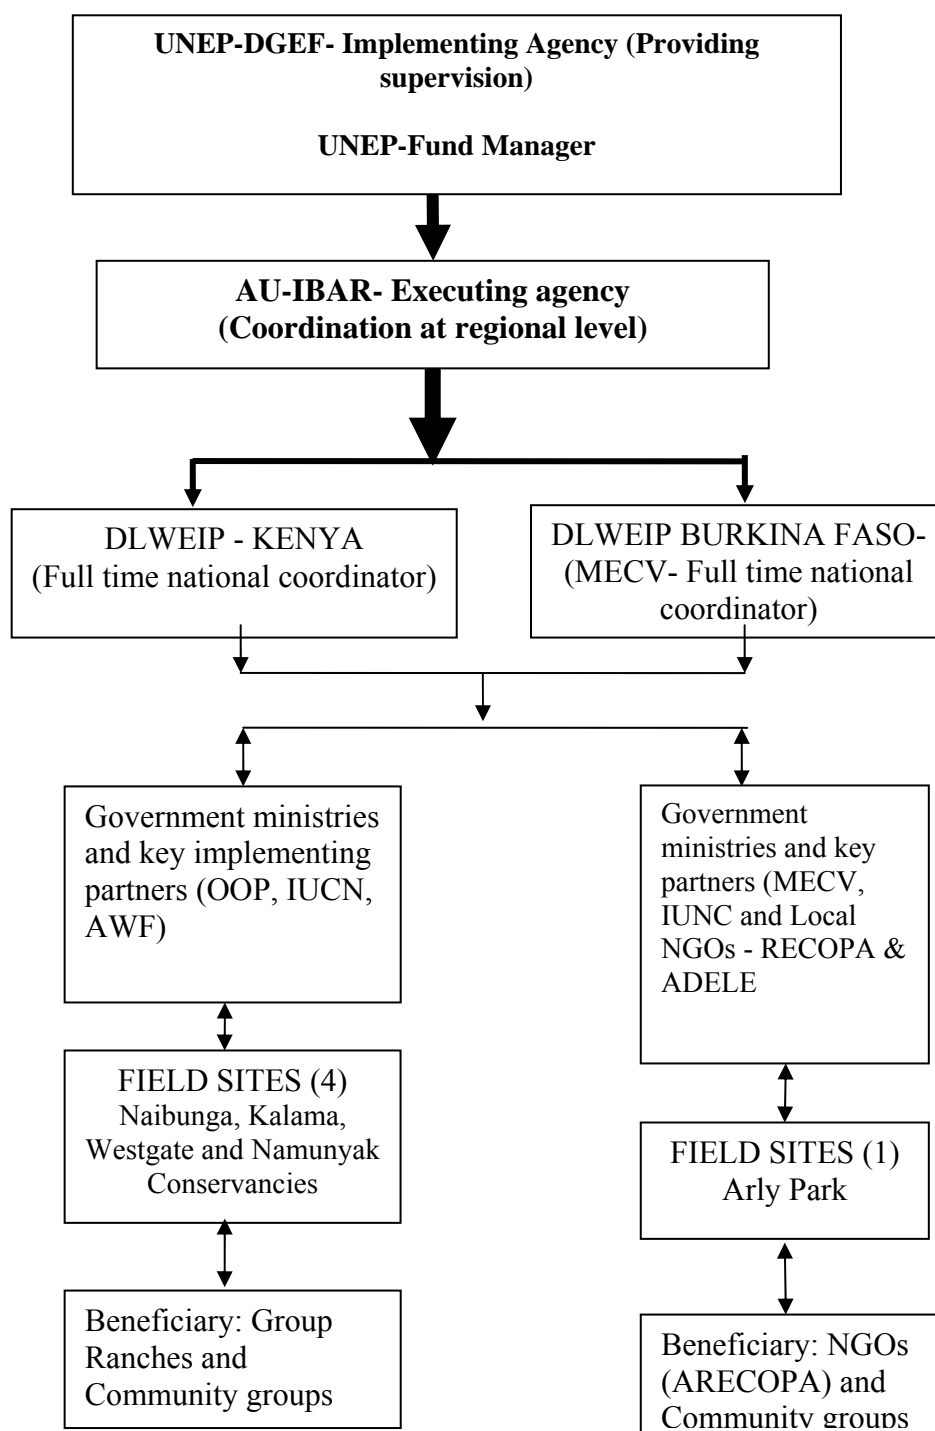 UNEP-DGEF- Implementing Agency (Providing
supervision)
UNEP-Fund Manager
AU-IBAR- Executing agency
(Coordination at regional level)
DLWEIP - KENYA
(Full time national coordinator)
DLWEIP BURKINA FASO-
(MECV- Full time national
coordinator)
Government ministries
and key implementing
partners (OOP, IUCN,
AWF)
Government
ministries and key
partners (MECV,
IUNC and Local
NGOs - RECOPA &
ADELE
FIELD SITES (4)
Naibunga, Kalama,
Westgate and Namunyak
Conservancies
FIELD SITES (1)
Arly Park
Beneficiary: Group
Ranches and
Community groups
Beneficiary: NGOs
(ARECOPA) and
Community groups